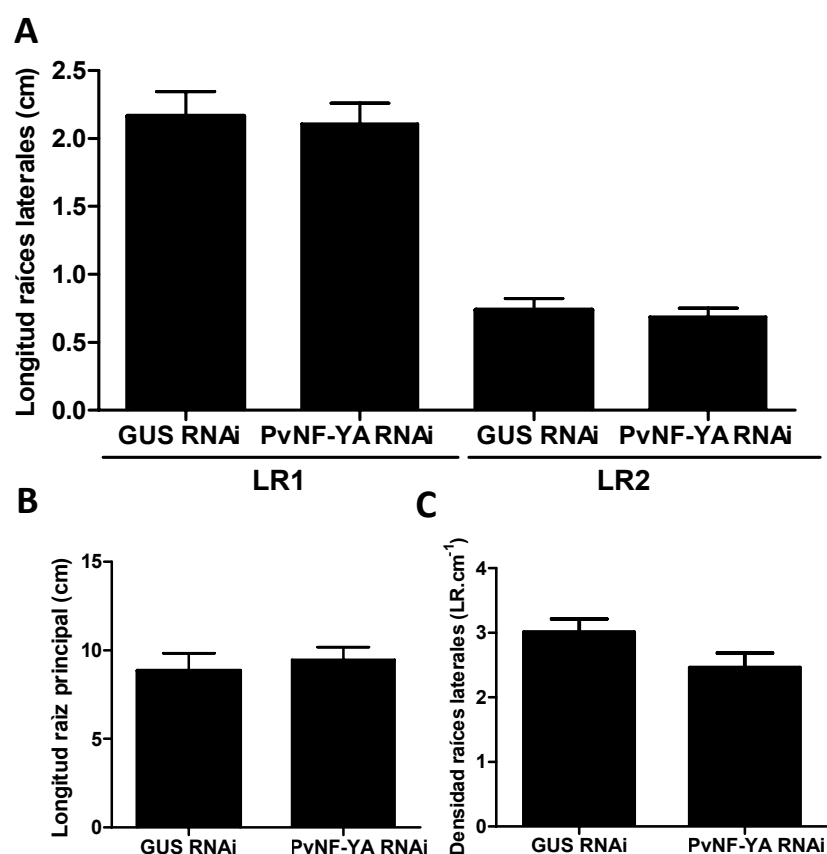 A
Longitud raíces laterales (cm)
2.5
2.0
1.5
1.0
0.5
0.0
GUS RNAi
PvNF-YA RNAi
GUS RNAi
PvNF-YA RNAi
LR1
LR2
B
Longitud raìz principal (cm)
15
10
5
0
GUS RNAi
PvNF-YA RNAi
C
Densidad raíces laterales (LR.cm⁻¹)
4
3
2
1
0
GUS RNAi
PvNF-YA RNAi